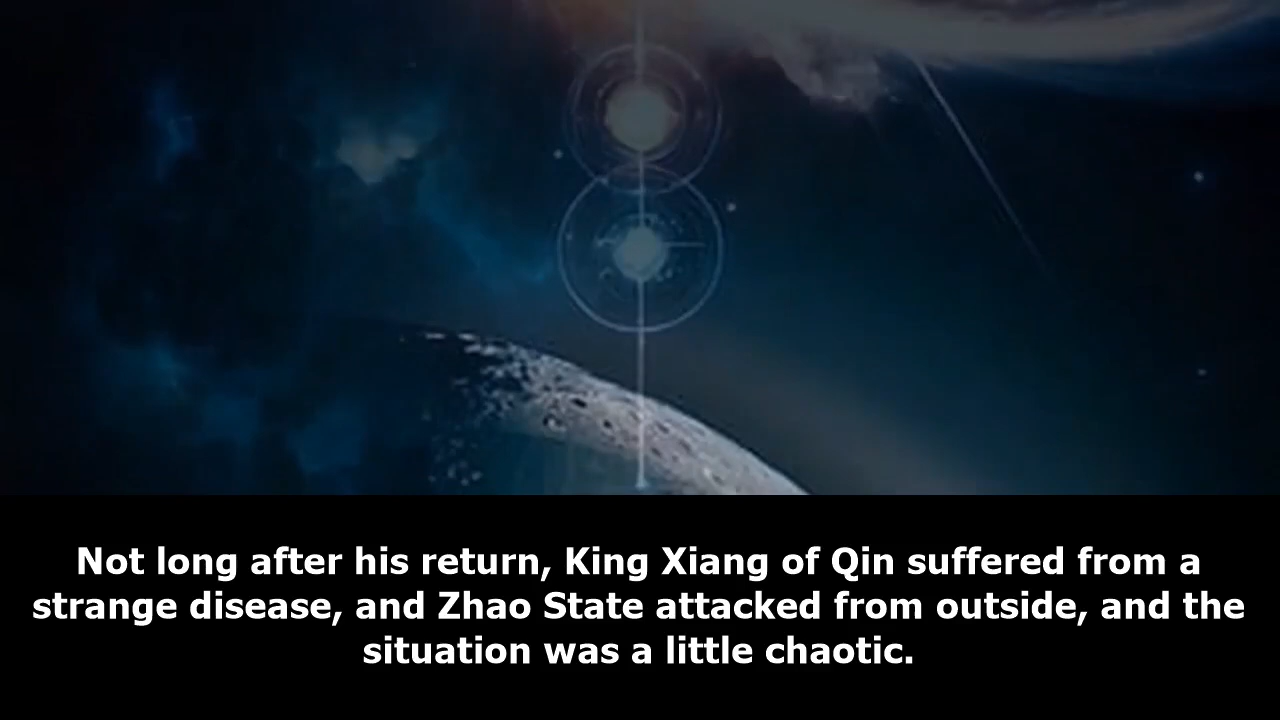 Not long after his return, King Xiang of Qin suffered from a
strange disease, and Zhao State attacked from outside, and the
situation was a little chaotic.